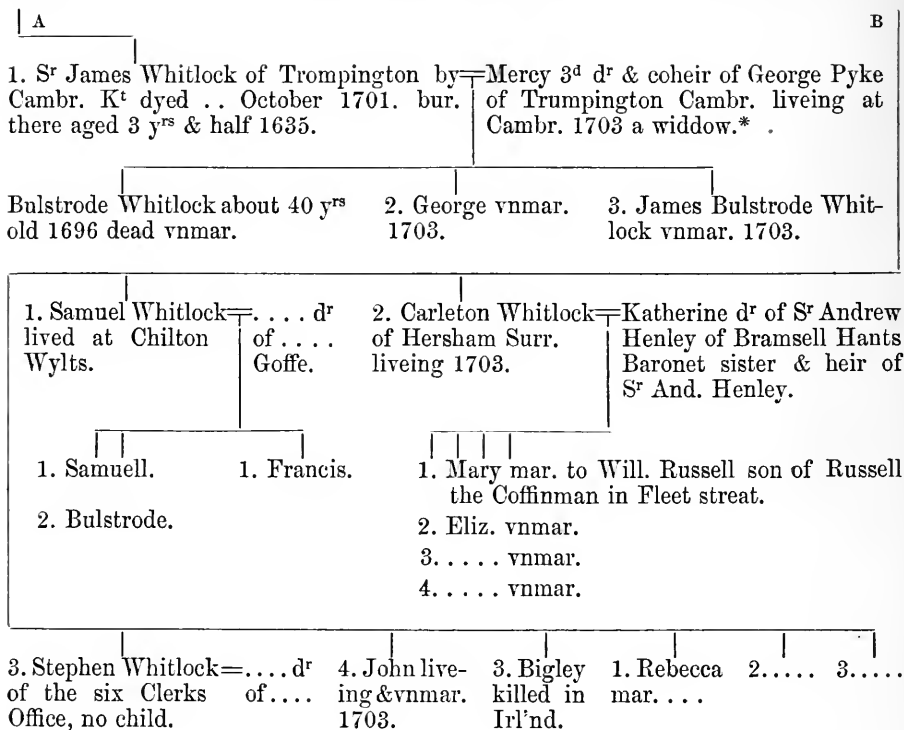 A B
1. Sr James Whitlock of Trompington by
Cambr. Kt dyed .. October 1701. bur.
there aged 3 yrs & half 1635.
Mercy 3d dr & coheir of George Pyke
of Trumpington Cambr. liveing at
Cambr. 1703 a widdow.*
Bulstrode Whitlock about 40 yrs
old 1696 dead vnmar.
2. George vnmar.
1703.
3. James Bulstrode Whit-
lock vnmar. 1703.
1. Samuel Whitlock
lived at Chilton
Wylts.
.... dr
of ....
Goffe.
2. Carleton Whitlock
of Hersham Surr.
liveing 1703.
Katherine dr of Sr Andrew
Henley of Bramsell Hants
Baronet sister & heir of
Sr And. Henley.
1. Samuell.
2. Bulstrode.
1. Francis.
1. Mary mar. to Will. Russell son of Russell
the Coffinman in Fleet streat.
2. Eliz. vnmar.
3..... vnmar.
4..... vnmar.
3. Stephen Whitlock=.... dr
of the six Clerks of....
Office, no child.
4. John live-
ing & vnmar.
1703.
3. Bigley
killed in
Irl'nd.
1. Rebecca
mar....
2.....
3.....